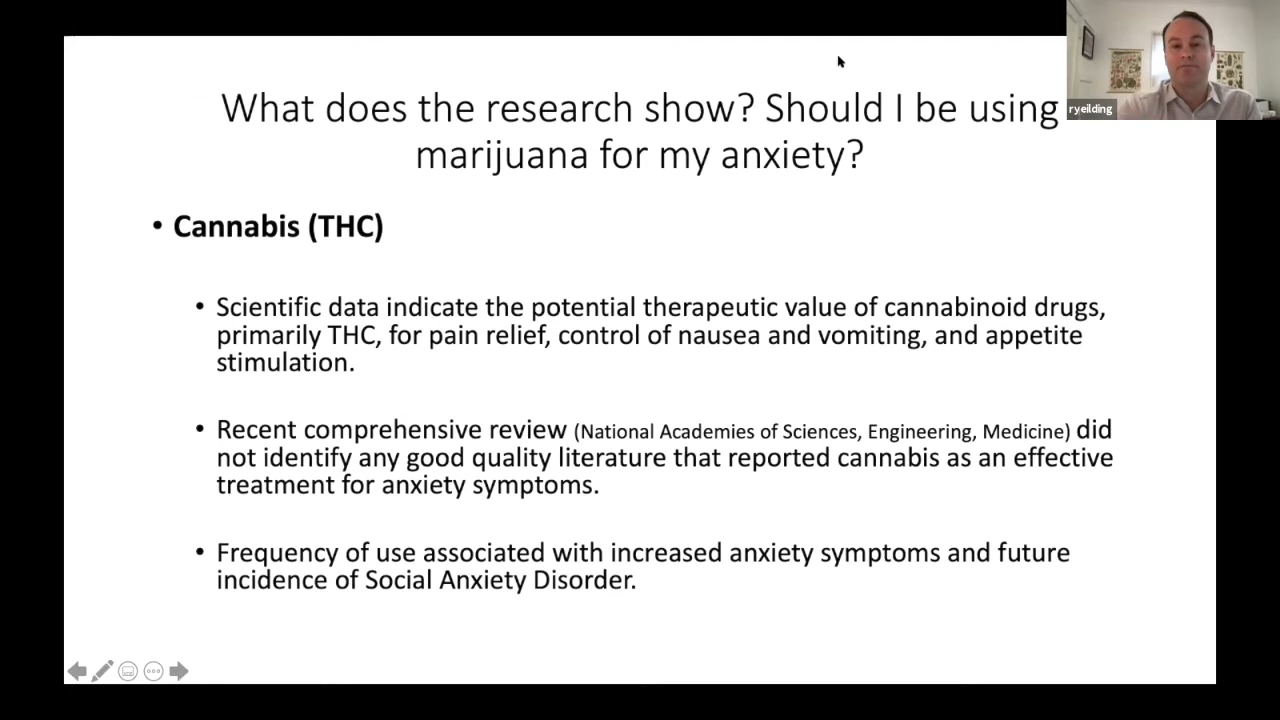 What does the research show? Should I be using
marijuana for my anxiety?
ryeilding
• Cannabis (THC)
• Scientific data indicate the potential therapeutic value of cannabinoid drugs,
primarily THC, for pain relief, control of nausea and vomiting, and appetite
stimulation.
• Recent comprehensive review (National Academies of Sciences, Engineering, Medicine) did
not identify any good quality literature that reported cannabis as an effective
treatment for anxiety symptoms.
• Frequency of use associated with increased anxiety symptoms and future
incidence of Social Anxiety Disorder.